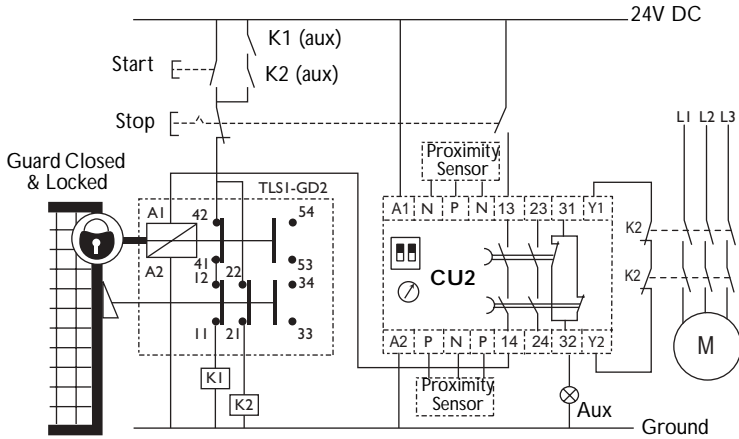 24V DC
K1 (aux)
Start
K2 (aux)
Stop
L1 L2 L3
Guard Closed
& Locked
Proximity
Sensor
TLS1-GD2
A1 42 54
A1 N P N 13 23 31 Y1
K2
A2 41 53
12 22 34
CU2
K2
11 21 33
A2 P N P 14 24 32 Y2
M
K1
Proximity
Sensor
K2
Aux
Ground